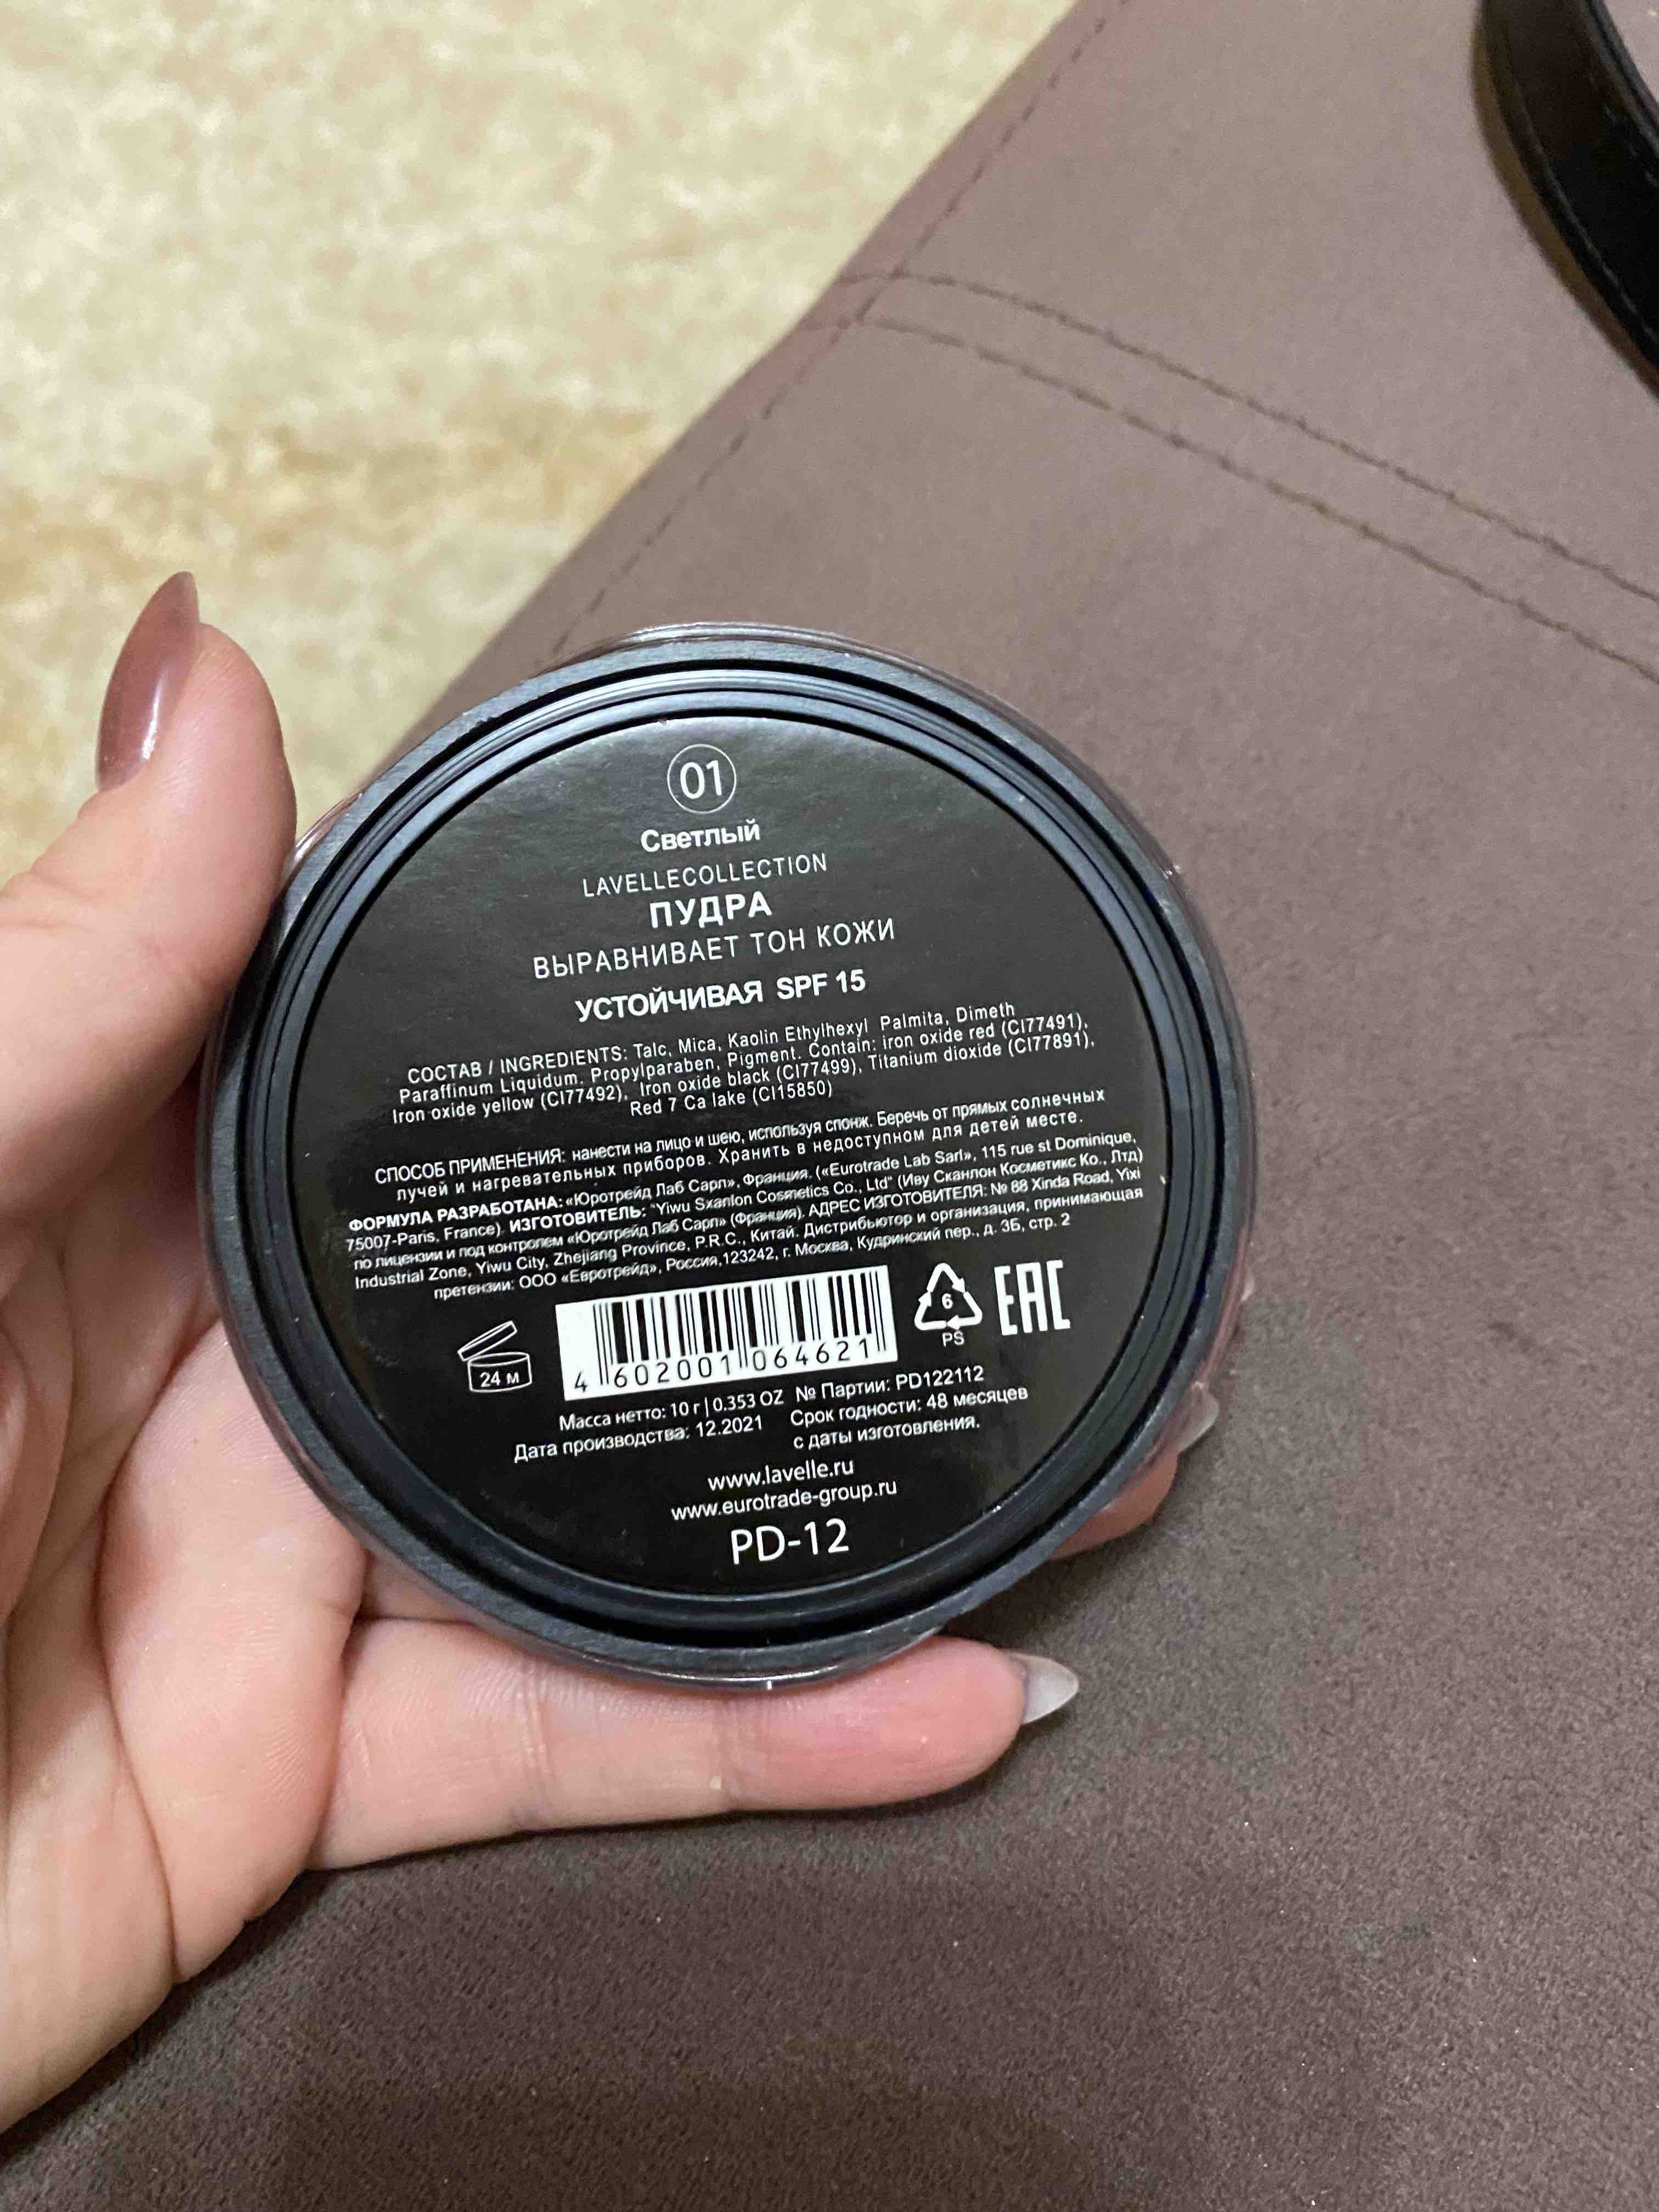 01
Светлый
LAVELLECOLLECTION
ПУДРА
ВЫРАВНИВАЕТ ТОН КОЖИ
УСТОЙЧИВАЯ SPF 15
СОСТАВ / INGREDIENTS: Talc, Mica, Kaolin Ethylhexyl Palmita, Dimeth
Paraffinum Liquidum. Propylparaben, Pigment. Contain: iron oxide red (CI77491),
Iron oxide yellow (CI77492), Iron oxide black (CI77499), Titanium dioxide (CI77891),
Red 7 Ca lake (CI15850)
СПОСОБ ПРИМЕНЕНИЯ: нанести на лицо и шею, используя спонж. Беречь от прямых солнечных
лучей и нагревательных приборов. Хранить в недоступном для детей месте.
ФОРМУЛА РАЗРАБОТАНА: «Юротрейд Лаб Сарл», Франция. («Eurotrade Lab Sarl», 115 rue st Dominique,
75007-Paris, France). ИЗГОТОВИТЕЛЬ: "Yiwu Sxanlon Cosmetics Co., Ltd" (Иву Сканлон Косметикс Ко., Лтд)
по лицензии и под контролем «Юротрейд Лаб Сарл» (Франция). АДРЕС ИЗГОТОВИТЕЛЯ: № 88 Xinda Road, Yixi
Industrial Zone, Yiwu City, Zhejiang Province, P.R.C., Китай. Дистрибьютор и организация, принимающая
претензии: ООО «Евротрейд», Россия,123242, г. Москва, Кудринский пер., д. 3Б, стр. 2
24 м
4 602001 064621
6
PS
EAC
Масса нетто: 10 г | 0.353 OZ № Партии: PD122112
Дата производства: 12.2021 Срок годности: 48 месяцев
с даты изготовления.
www.lavelle.ru
www.eurotrade-group.ru
PD-12